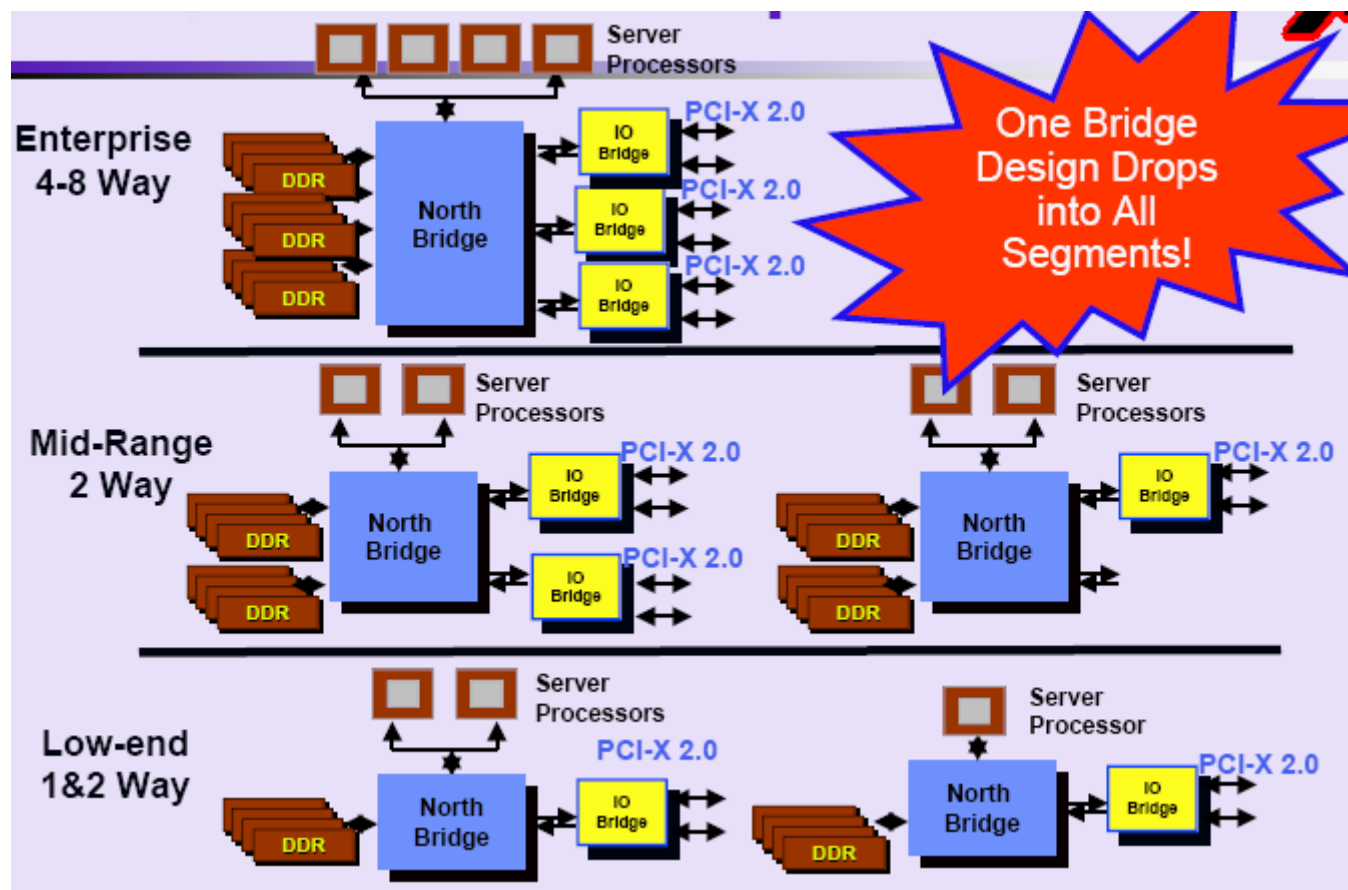 Server
Processors
Enterprise
4-8 Way
DDR
DDR
DDR
North
Bridge
IO
Bridge
IO
Bridge
IO
Bridge
PCI-X 2.0
PCI-X 2.0
PCI-X 2.0
One Bridge
Design Drops
into All
Segments!
Mid-Range
2 Way
Server
Processors
DDR
DDR
North
Bridge
IO
Bridge
IO
Bridge
PCI-X 2.0
PCI-X 2.0
Server
Processors
DDR
DDR
North
Bridge
IO
Bridge
PCI-X 2.0
Low-end
1&2 Way
Server
Processors
DDR
North
Bridge
IO
Bridge
PCI-X 2.0
Server
Processor
DDR
North
Bridge
IO
Bridge
PCI-X 2.0